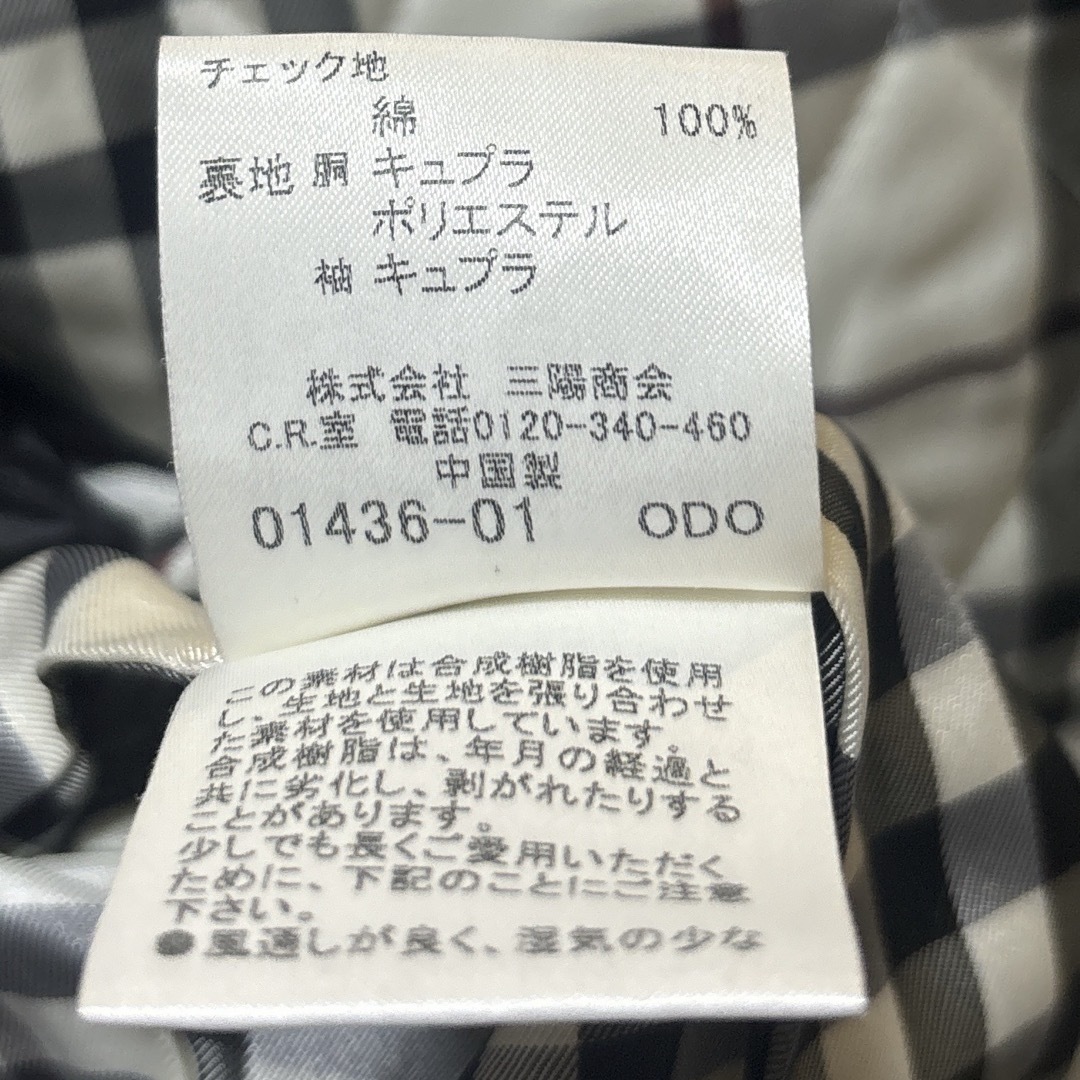 チェック地
綿 100%
裏地 胴 キュプラ
ポリエステル
袖 キュプラ
株式会社 三陽商会
C.R.室 電話0120-340-460
中国製
01436-01 ODO
この素材は合成樹脂を使用
し、生地と生地を張り合わせ
た素材を使用しています。
合成樹脂は、年月の経過と
共に劣化し、剥がれたりする
ことがあります。
少しでも長くご愛用いただく
ために、下記のことにご注意
下さい。
●風通しが良く、湿気の少な